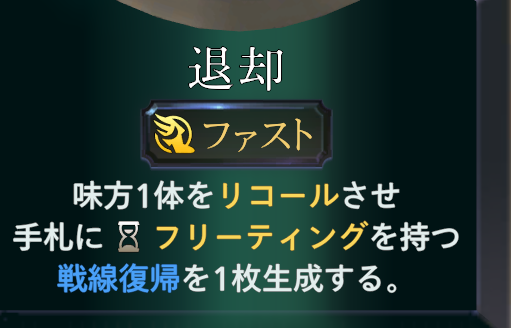 退却
ファスト
味方1体をリコールさせ
手札に フリーティングを持つ
戦線復帰を1枚生成する。